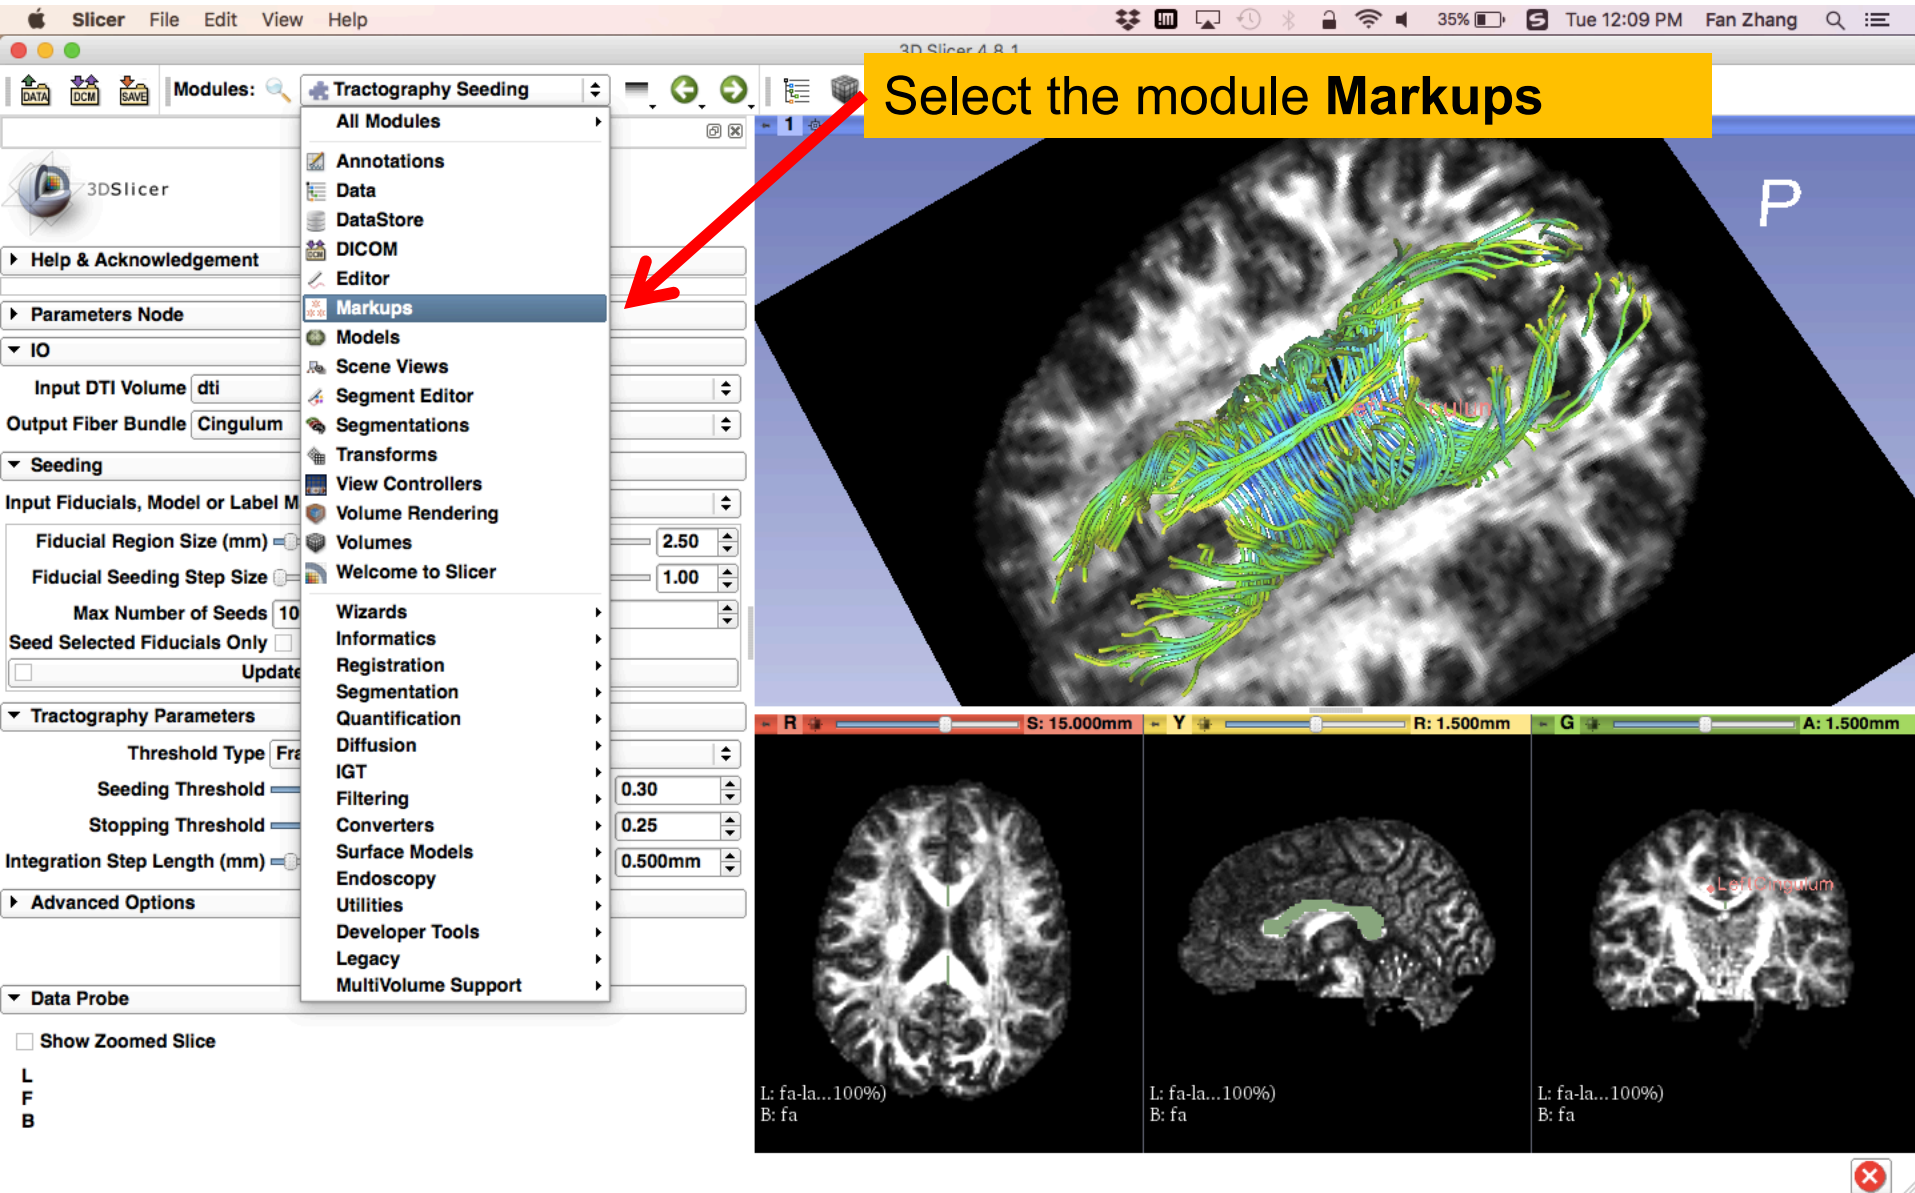 Slicer File Edit View Help 35% Tue 12:09 PM Fan Zhang
3D Slicer 4.8.1
DATA DCM SAVE Modules: Tractography Seeding
Select the module Markups
All Modules
Annotations
Data
DataStore
DICOM
Editor
Markups
Models
Scene Views
Segment Editor
Segmentations
Transforms
View Controllers
Volume Rendering
Volumes
Welcome to Slicer
Wizards
Informatics
Registration
Segmentation
Quantification
Diffusion
IGT
Filtering
Converters
Surface Models
Endoscopy
Utilities
Developer Tools
Legacy
MultiVolume Support
3DSlicer
Help & Acknowledgement
Parameters Node
IO
Input DTI Volume dti
Output Fiber Bundle Cingulum
Seeding
Input Fiducials, Model or Label M
Fiducial Region Size (mm) 2.50
Fiducial Seeding Step Size 1.00
Max Number of Seeds 10
Seed Selected Fiducials Only
Update
Tractography Parameters
Threshold Type Fra
Seeding Threshold 0.30
Stopping Threshold 0.25
Integration Step Length (mm) 0.500mm
Advanced Options
Data Probe
Show Zoomed Slice
L
F
B
1
P
R S: 15.000mm
Y R: 1.500mm
G A: 1.500mm
LeftCingulum
L: fa-la...100%)
B: fa
L: fa-la...100%)
B: fa
L: fa-la...100%)
B: fa